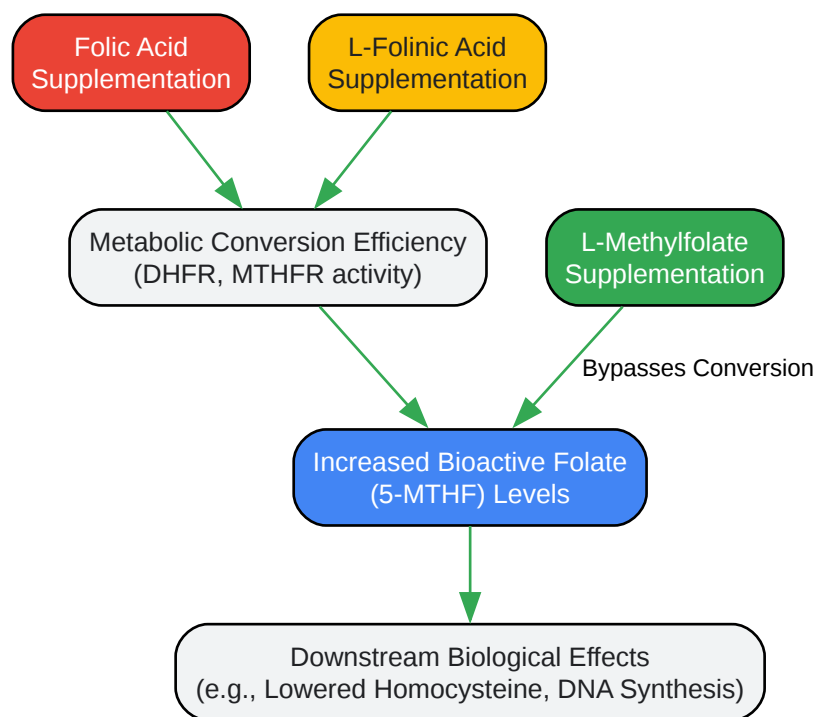 Folic Acid
Supplementation
L-Folinic Acid
Supplementation
Metabolic Conversion Efficiency
(DHFR, MTHFR activity)
L-Methylfolate
Supplementation
Bypasses Conversion
Increased Bioactive Folate
(5-MTHF) Levels
Downstream Biological Effects
(e.g., Lowered Homocysteine, DNA Synthesis)